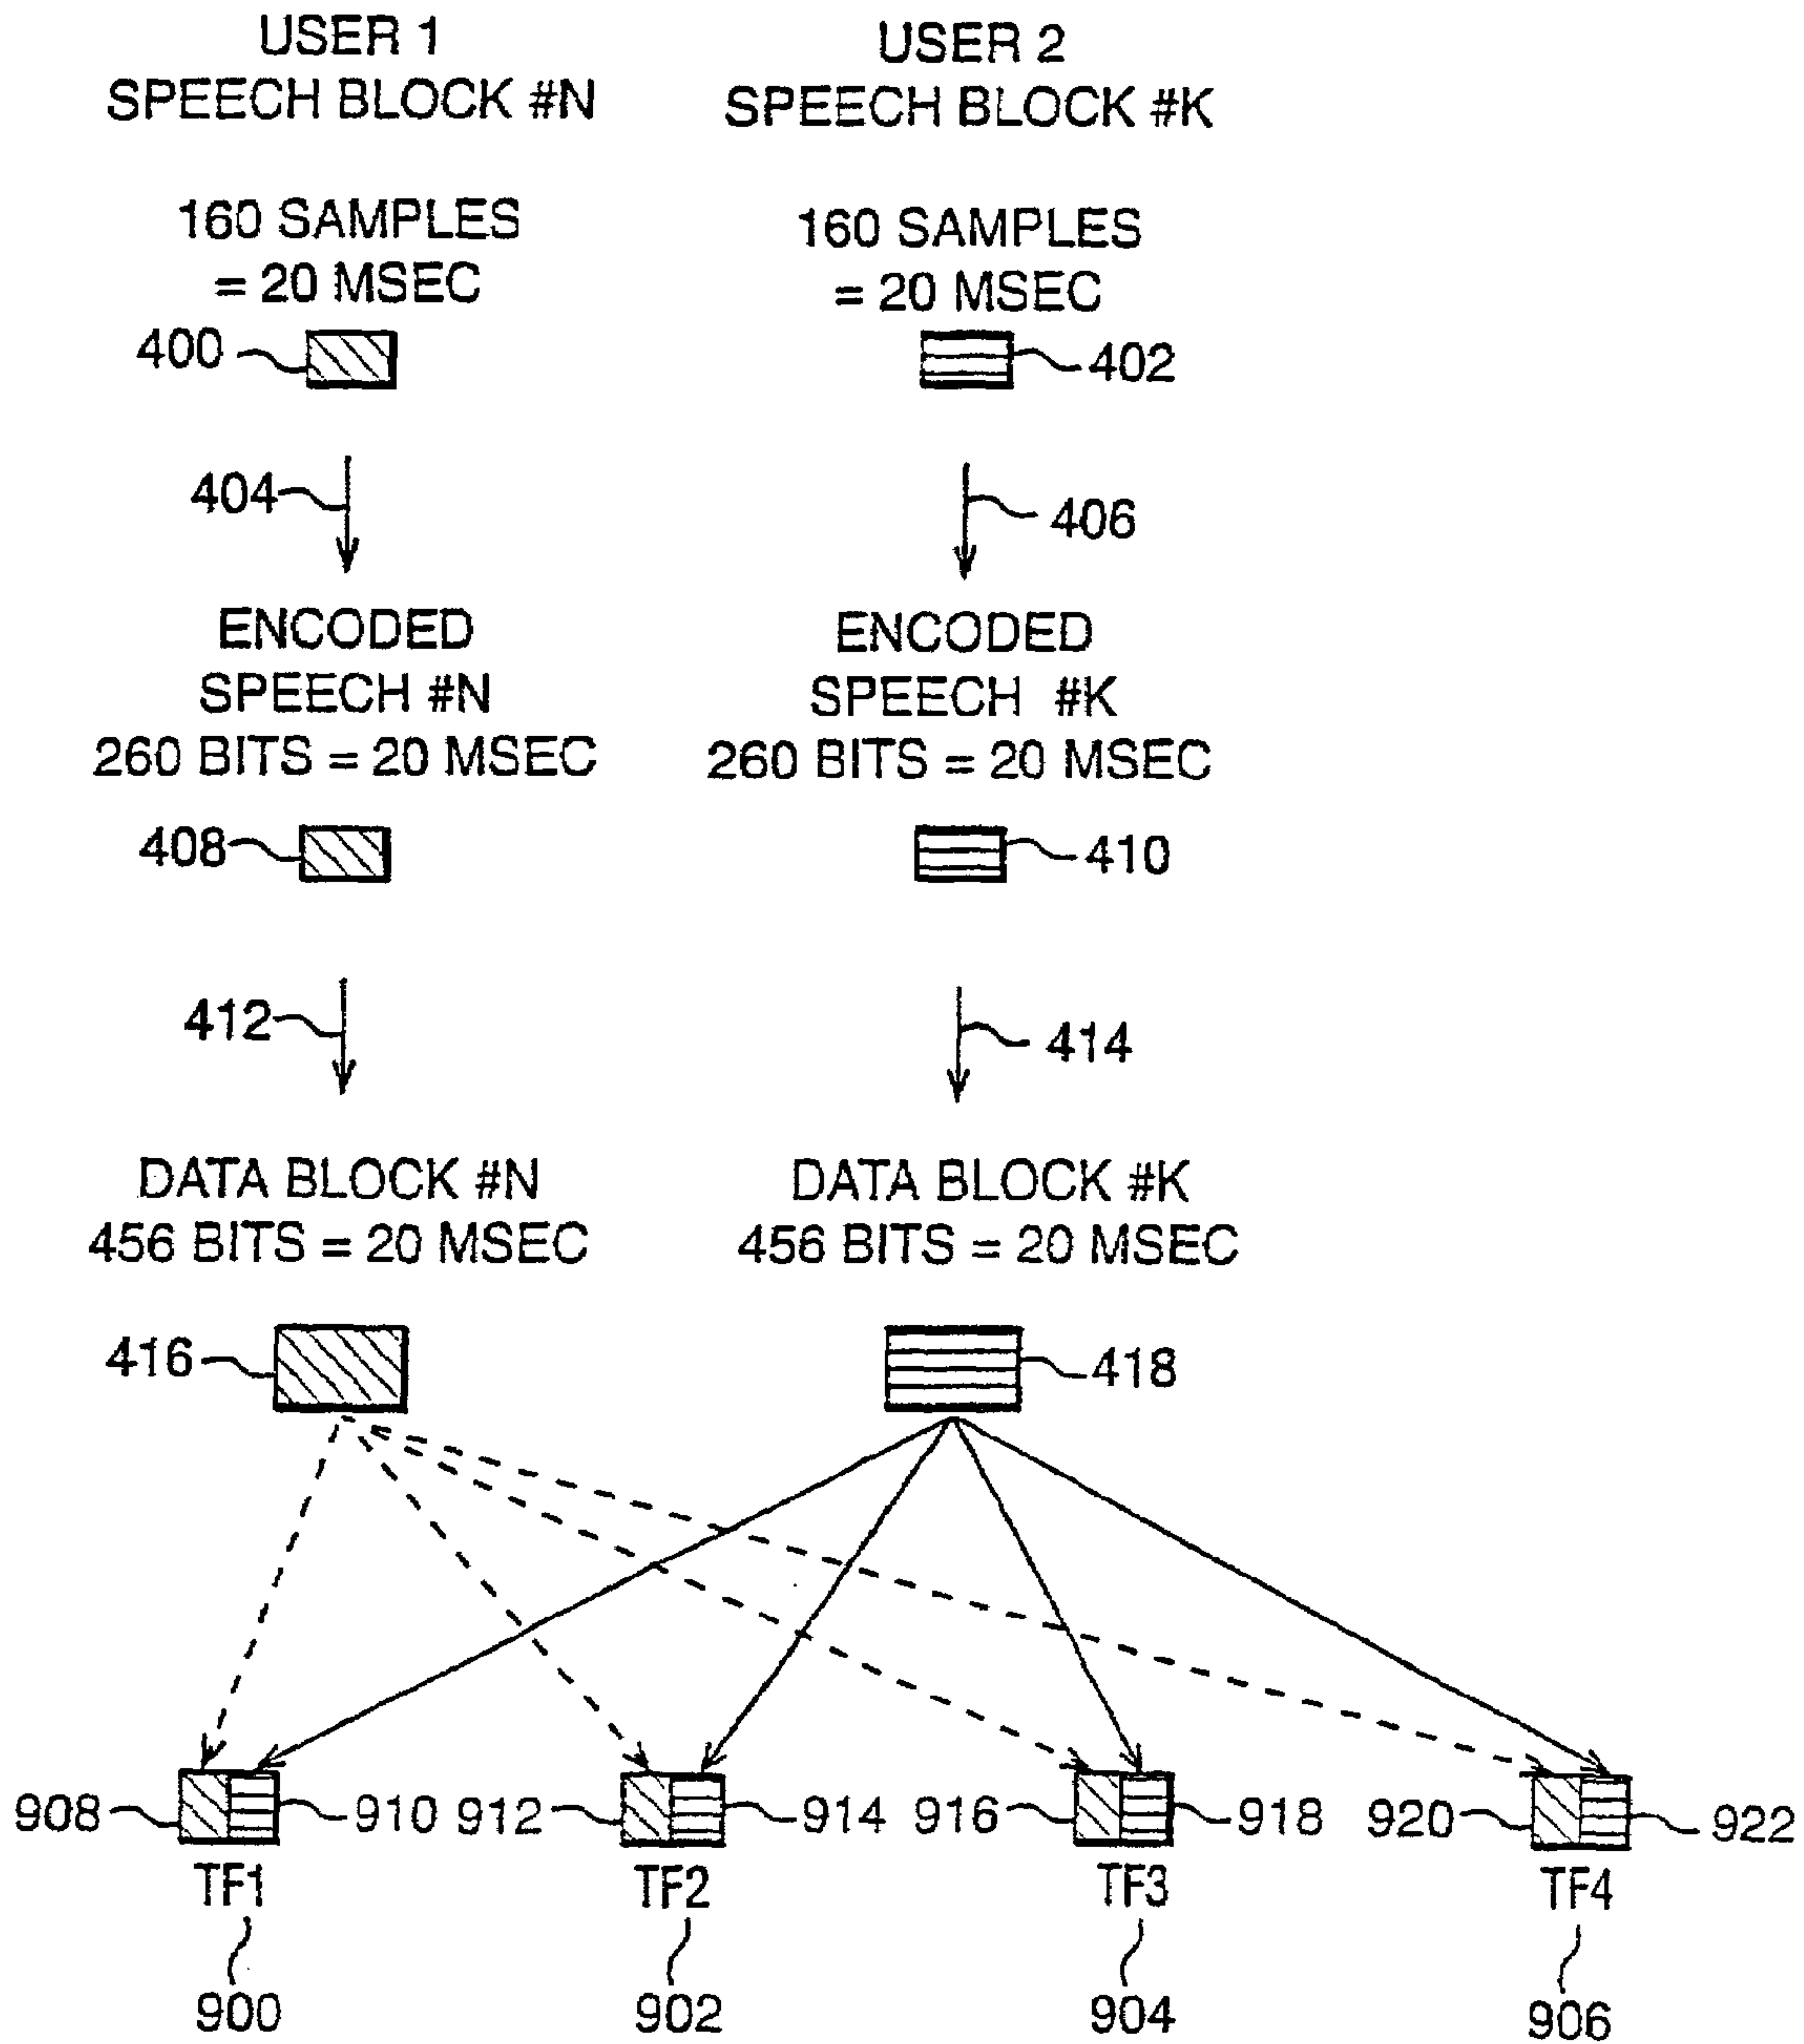 USER 1
SPEECH BLOCK #N
USER 2
SPEECH BLOCK #K
160 SAMPLES
= 20 MSEC
160 SAMPLES
= 20 MSEC
400
402
404
406
ENCODED
SPEECH #N
260 BITS = 20 MSEC
ENCODED
SPEECH #K
260 BITS = 20 MSEC
408
410
412
414
DATA BLOCK #N
456 BITS = 20 MSEC
DATA BLOCK #K
456 BITS = 20 MSEC
416
418
908
910
912
914
916
918
920
922
TF1
TF2
TF3
TF4
900
902
904
906